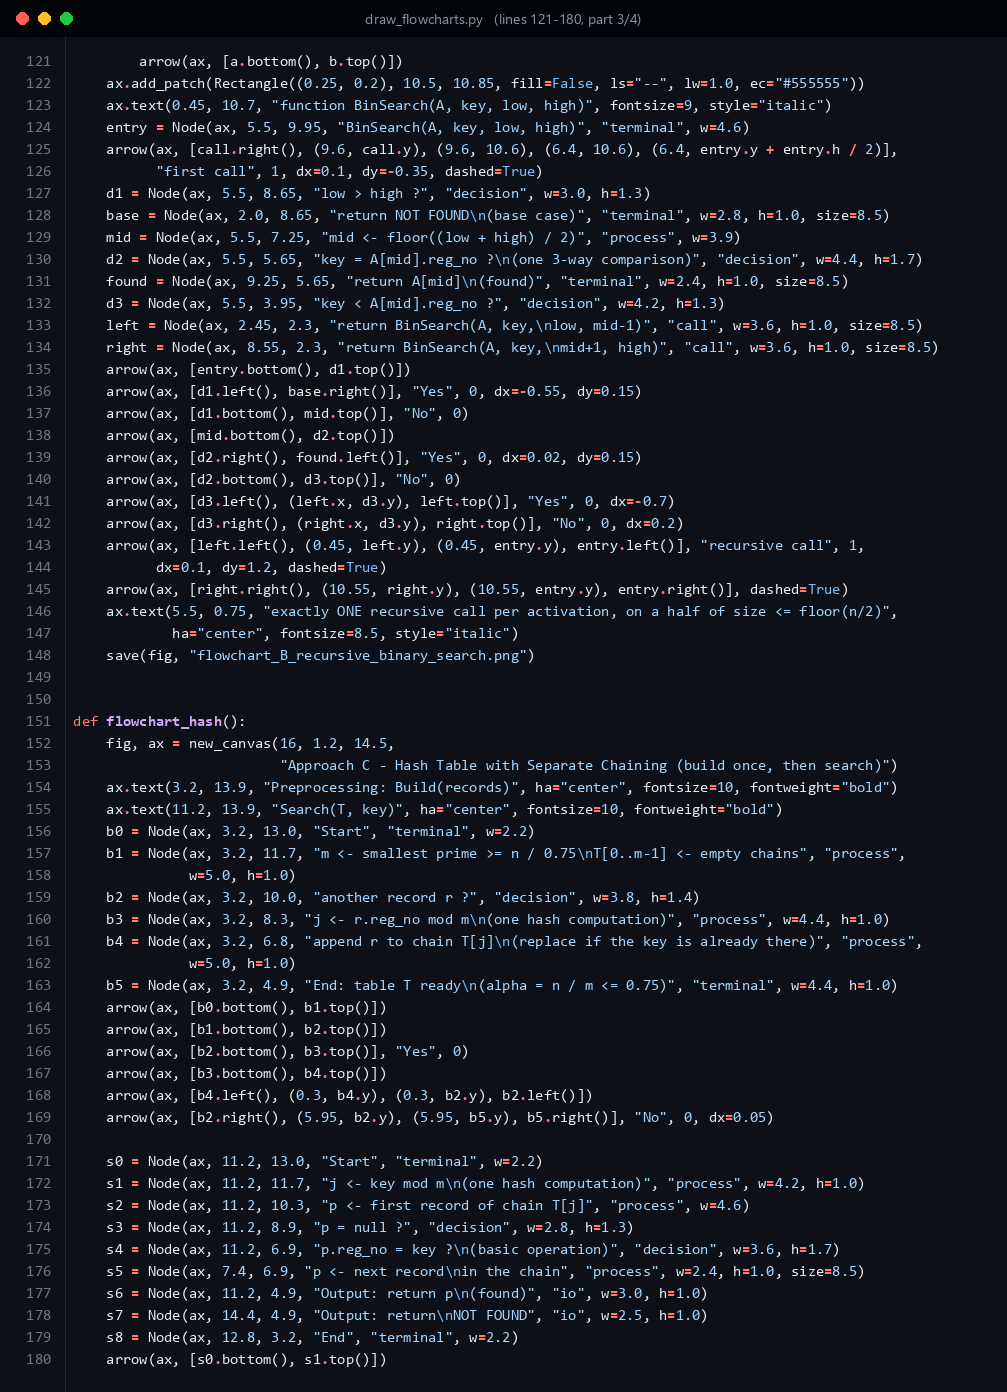 draw_flowcharts.py   (lines 121-180, part 3/4)
121         arrow(ax, [a.bottom(), b.top()])
122     ax.add_patch(Rectangle((0.25, 0.2), 10.5, 10.85, fill=False, ls="--", lw=1.0, ec="#555555"))
123     ax.text(0.45, 10.7, "function BinSearch(A, key, low, high)", fontsize=9, style="italic")
124     entry = Node(ax, 5.5, 9.95, "BinSearch(A, key, low, high)", "terminal", w=4.6)
125     arrow(ax, [call.right(), (9.6, call.y), (9.6, 10.6), (6.4, 10.6), (6.4, entry.y + entry.h / 2)],
126           "first call", 1, dx=0.1, dy=-0.35, dashed=True)
127     d1 = Node(ax, 5.5, 8.65, "low > high ?", "decision", w=3.0, h=1.3)
128     base = Node(ax, 2.0, 8.65, "return NOT FOUND\n(base case)", "terminal", w=2.8, h=1.0, size=8.5)
129     mid = Node(ax, 5.5, 7.25, "mid <- floor((low + high) / 2)", "process", w=3.9)
130     d2 = Node(ax, 5.5, 5.65, "key = A[mid].reg_no ?\n(one 3-way comparison)", "decision", w=4.4, h=1.7)
131     found = Node(ax, 9.25, 5.65, "return A[mid]\n(found)", "terminal", w=2.4, h=1.0, size=8.5)
132     d3 = Node(ax, 5.5, 3.95, "key < A[mid].reg_no ?", "decision", w=4.2, h=1.3)
133     left = Node(ax, 2.45, 2.3, "return BinSearch(A, key,\nlow, mid-1)", "call", w=3.6, h=1.0, size=8.5)
134     right = Node(ax, 8.55, 2.3, "return BinSearch(A, key,\nmid+1, high)", "call", w=3.6, h=1.0, size=8.5)
135     arrow(ax, [entry.bottom(), d1.top()])
136     arrow(ax, [d1.left(), base.right()], "Yes", 0, dx=-0.55, dy=0.15)
137     arrow(ax, [d1.bottom(), mid.top()], "No", 0)
138     arrow(ax, [mid.bottom(), d2.top()])
139     arrow(ax, [d2.right(), found.left()], "Yes", 0, dx=0.02, dy=0.15)
140     arrow(ax, [d2.bottom(), d3.top()], "No", 0)
141     arrow(ax, [d3.left(), (left.x, d3.y), left.top()], "Yes", 0, dx=-0.7)
142     arrow(ax, [d3.right(), (right.x, d3.y), right.top()], "No", 0, dx=0.2)
143     arrow(ax, [left.left(), (0.45, left.y), (0.45, entry.y), entry.left()], "recursive call", 1,
144           dx=0.1, dy=1.2, dashed=True)
145     arrow(ax, [right.right(), (10.55, right.y), (10.55, entry.y), entry.right()], dashed=True)
146     ax.text(5.5, 0.75, "exactly ONE recursive call per activation, on a half of size <= floor(n/2)",
147             ha="center", fontsize=8.5, style="italic")
148     save(fig, "flowchart_B_recursive_binary_search.png")
149
150
151 def flowchart_hash():
152     fig, ax = new_canvas(16, 1.2, 14.5,
153                          "Approach C - Hash Table with Separate Chaining (build once, then search)")
154     ax.text(3.2, 13.9, "Preprocessing: Build(records)", ha="center", fontsize=10, fontweight="bold")
155     ax.text(11.2, 13.9, "Search(T, key)", ha="center", fontsize=10, fontweight="bold")
156     b0 = Node(ax, 3.2, 13.0, "Start", "terminal", w=2.2)
157     b1 = Node(ax, 3.2, 11.7, "m <- smallest prime >= n / 0.75\nT[0..m-1] <- empty chains", "process",
158               w=5.0, h=1.0)
159     b2 = Node(ax, 3.2, 10.0, "another record r ?", "decision", w=3.8, h=1.4)
160     b3 = Node(ax, 3.2, 8.3, "j <- r.reg_no mod m\n(one hash computation)", "process", w=4.4, h=1.0)
161     b4 = Node(ax, 3.2, 6.8, "append r to chain T[j]\n(replace if the key is already there)", "process",
162               w=5.0, h=1.0)
163     b5 = Node(ax, 3.2, 4.9, "End: table T ready\n(alpha = n / m <= 0.75)", "terminal", w=4.4, h=1.0)
164     arrow(ax, [b0.bottom(), b1.top()])
165     arrow(ax, [b1.bottom(), b2.top()])
166     arrow(ax, [b2.bottom(), b3.top()], "Yes", 0)
167     arrow(ax, [b3.bottom(), b4.top()])
168     arrow(ax, [b4.left(), (0.3, b4.y), (0.3, b2.y), b2.left()])
169     arrow(ax, [b2.right(), (5.95, b2.y), (5.95, b5.y), b5.right()], "No", 0, dx=0.05)
170
171     s0 = Node(ax, 11.2, 13.0, "Start", "terminal", w=2.2)
172     s1 = Node(ax, 11.2, 11.7, "j <- key mod m\n(one hash computation)", "process", w=4.2, h=1.0)
173     s2 = Node(ax, 11.2, 10.3, "p <- first record of chain T[j]", "process", w=4.6)
174     s3 = Node(ax, 11.2, 8.9, "p = null ?", "decision", w=2.8, h=1.3)
175     s4 = Node(ax, 11.2, 6.9, "p.reg_no = key ?\n(basic operation)", "decision", w=3.6, h=1.7)
176     s5 = Node(ax, 7.4, 6.9, "p <- next record\nin the chain", "process", w=2.4, h=1.0, size=8.5)
177     s6 = Node(ax, 11.2, 4.9, "Output: return p\n(found)", "io", w=3.0, h=1.0)
178     s7 = Node(ax, 14.4, 4.9, "Output: return\nNOT FOUND", "io", w=2.5, h=1.0)
179     s8 = Node(ax, 12.8, 3.2, "End", "terminal", w=2.2)
180     arrow(ax, [s0.bottom(), s1.top()])